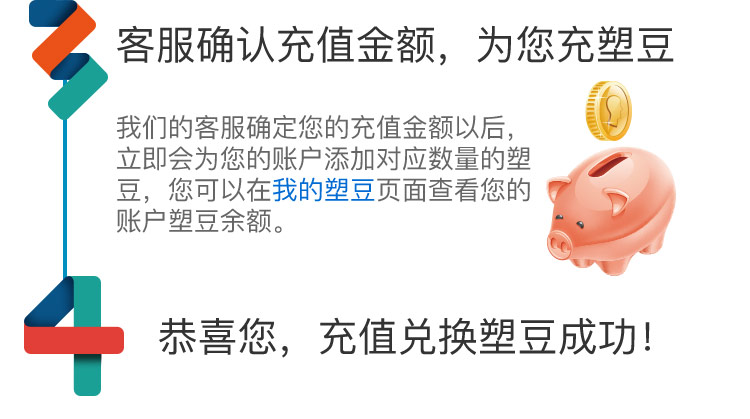 3
客服确认充值金额，为您充塑豆
我们的客服确定您的充值金额以后，
立即会为您的账户添加对应数量的塑
豆，您可以在我的塑豆页面查看您的
账户塑豆余额。
4
恭喜您，充值兑换塑豆成功！